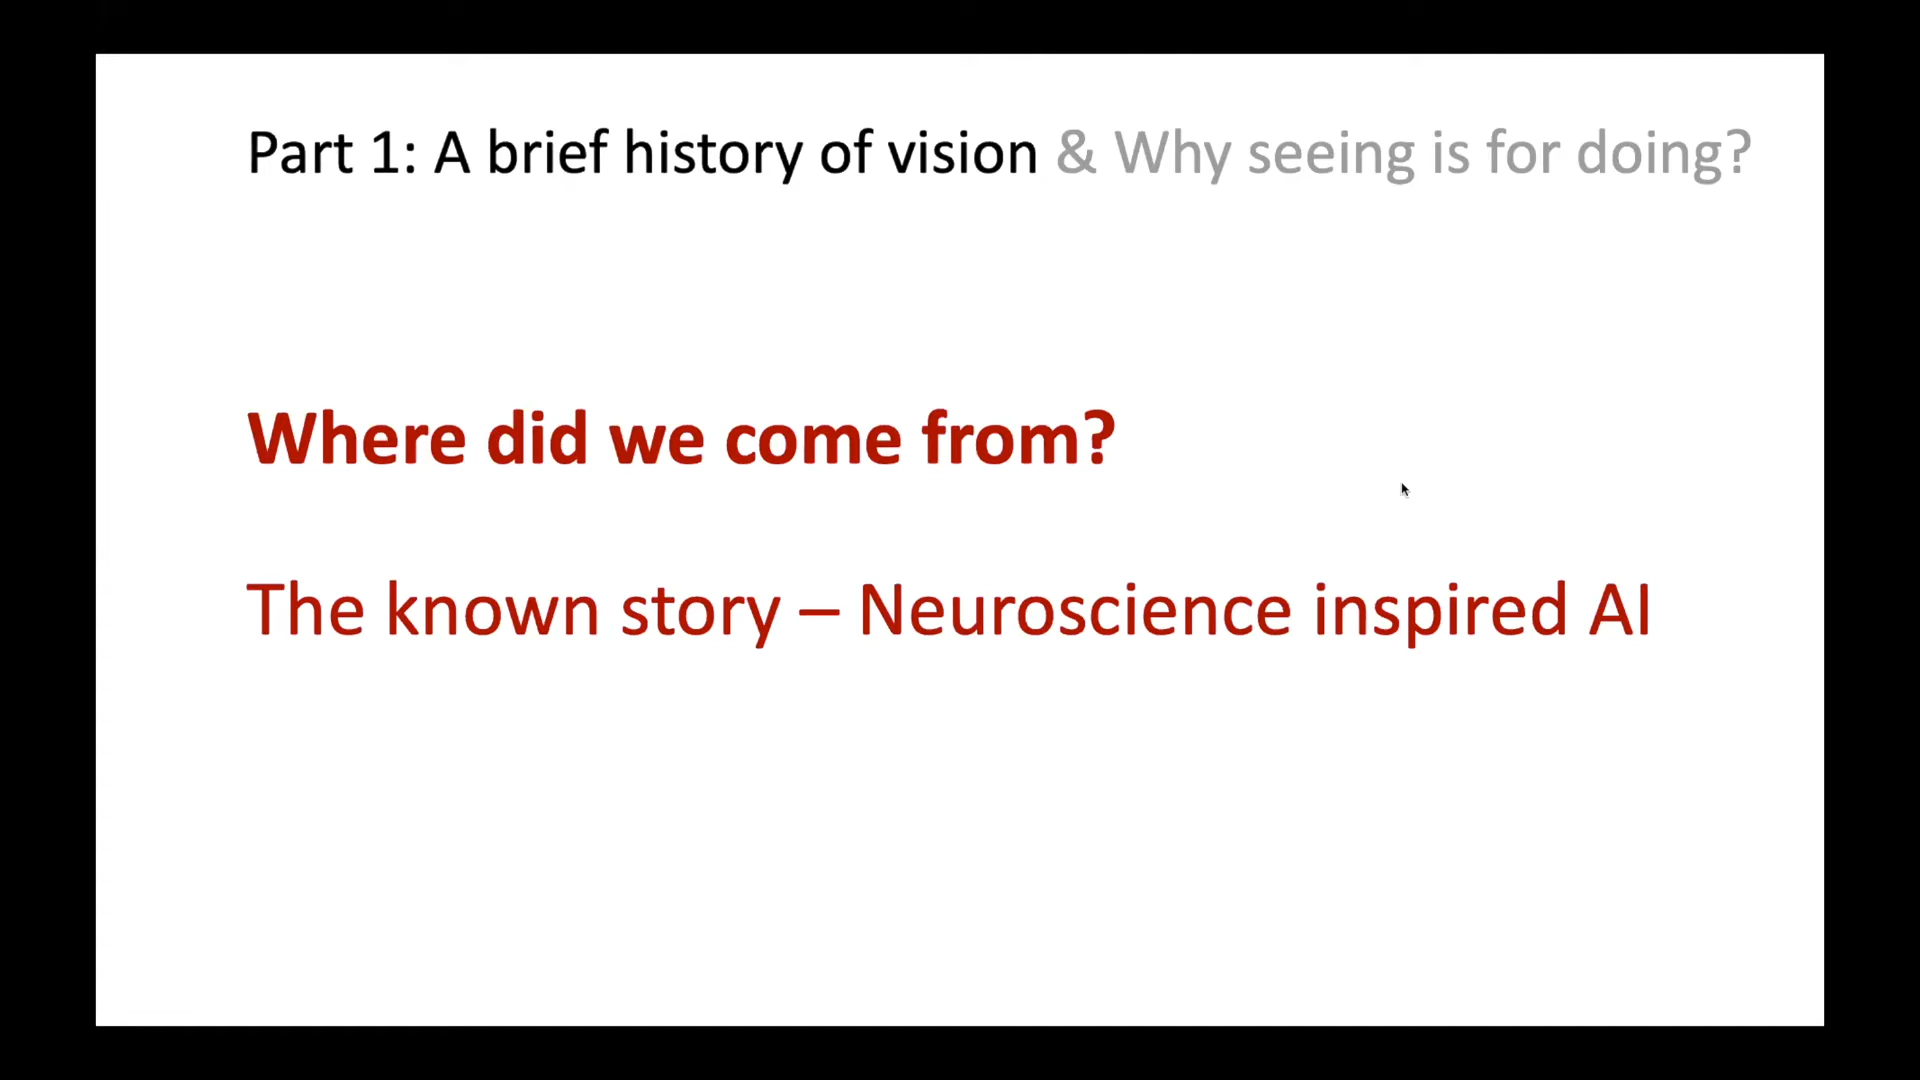 Part 1: A brief history of vision & Why seeing is for doing?
Where did we come from?
The known story – Neuroscience inspired AI